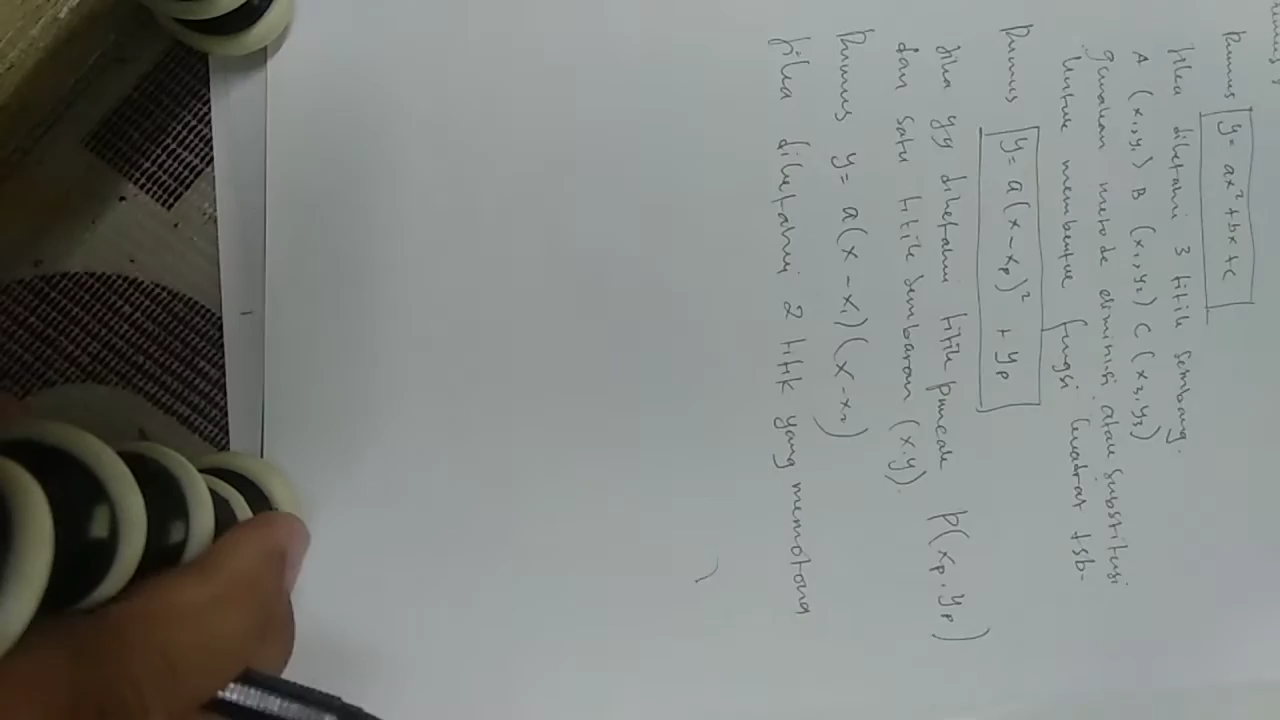 Rumus y = ax² + bx + c
Jika diketahui 3 titik sembarang.
A (x₁,y₁) B (x₂,y₂) C (x₃,y₃)
gunakan metode eliminasi atau substitusi
untuk membentuk fungsi kuadrat tsb-
Rumus y = a(x - xₚ)² + yₚ
Jika yg diketahui titik puncak P(xₚ, yₚ)
dan satu titik sembarang (x.y).
Rumus y = a(x - x₁)(x - x₂)
Jika diketahui 2 titik yang memotong